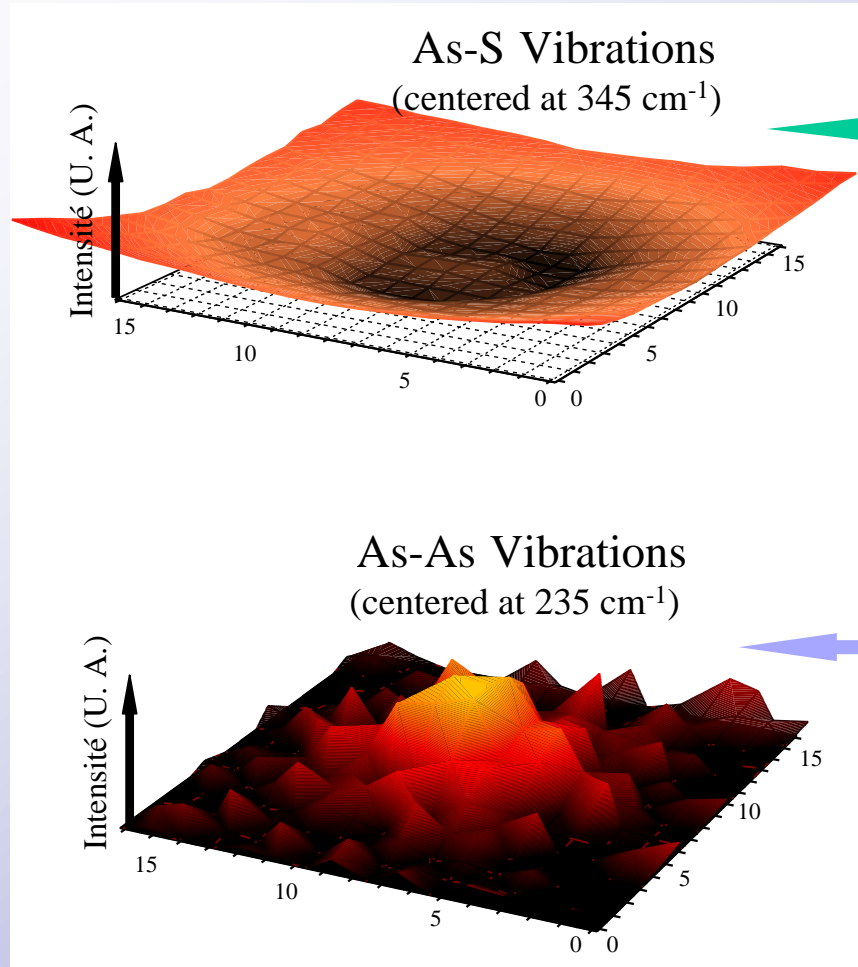 As-S Vibrations
(centered at 345 cm⁻¹)
Intensité (U. A.)
15
10
5
0
0
5
10
15
As-As Vibrations
(centered at 235 cm⁻¹)
Intensité (U. A.)
15
10
5
0
0
5
10
15